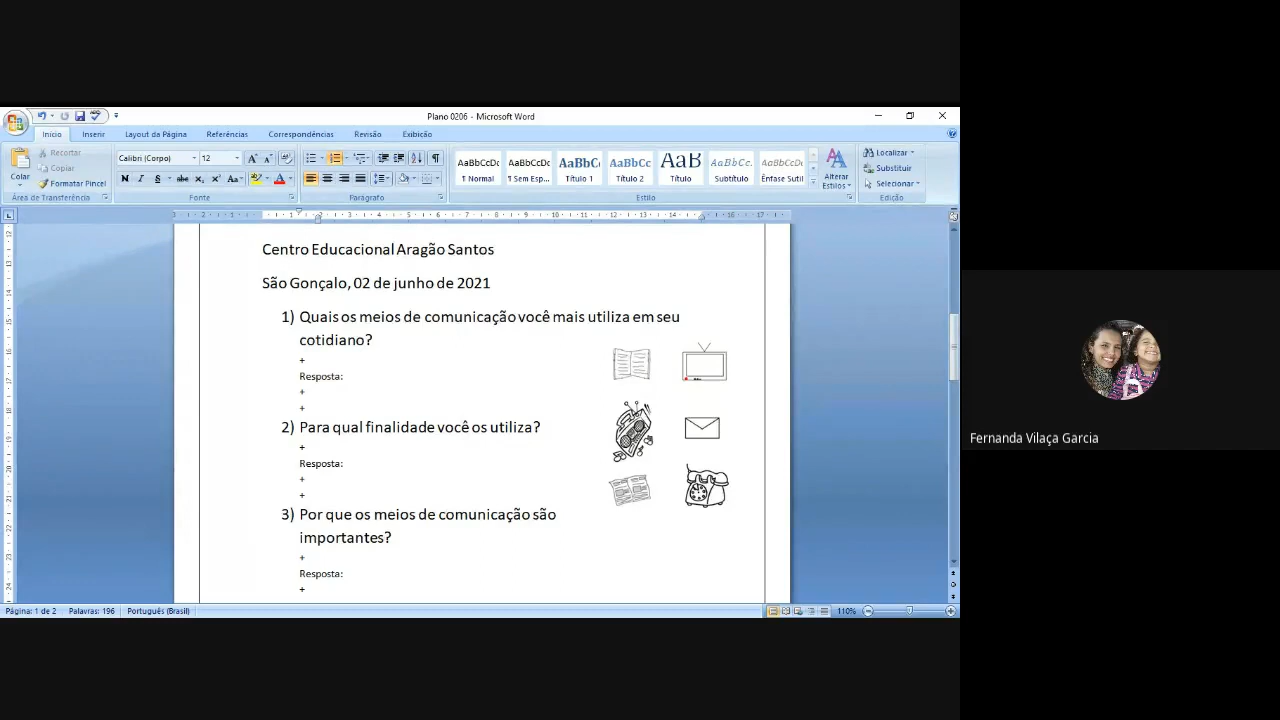 Plano 0206 - Microsoft Word
Início Inserir Layout da Página Referências Correspondências Revisão Exibição
Colar
Recortar
Copiar
Formatar Pincel
Área de Transferência
Calibri (Corpo) 12
N I S abc x₂ x² Aa
Fonte
Parágrafo
AaBbCcDc AaBbCcDc AaBbC AaBbCc AaB AaBbCc. AaBbCcDc
¶ Normal ¶ Sem Esp... Título 1 Título 2 Título Subtítulo Ênfase Sutil
Alterar Estilos
Estilo
Localizar
Substituir
Selecionar
Edição
Centro Educacional Aragão Santos
São Gonçalo, 02 de junho de 2021
1) Quais os meios de comunicação você mais utiliza em seu
cotidiano?
+
Resposta:
+
+
2) Para qual finalidade você os utiliza?
+
Resposta:
+
+
3) Por que os meios de comunicação são
importantes?
+
Resposta:
+
Página: 1 de 2 Palavras: 196 Português (Brasil) 110%
Fernanda Vilaça Garcia